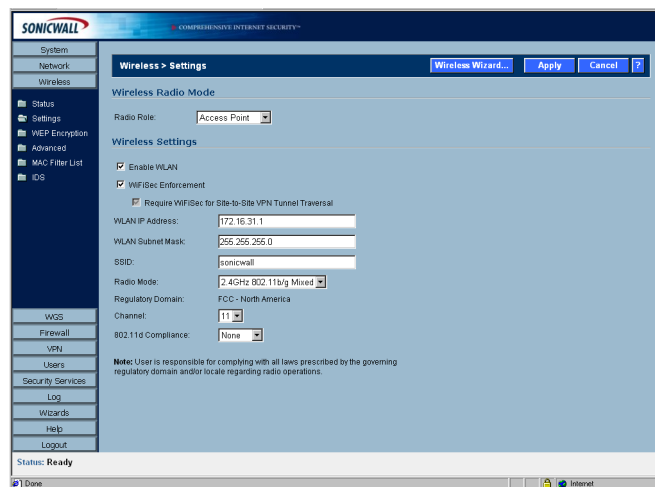 SONICWALL
COMPREHENSIVE INTERNET SECURITY™
System
Network
Wireless
Status
Settings
WEP Encryption
Advanced
MAC Filter List
IDS
WGS
Firewall
VPN
Users
Security Services
Log
Wizards
Help
Logout
Wireless > Settings
Wireless Wizard... Apply Cancel ?
Wireless Radio Mode
Radio Role: Access Point
Wireless Settings
Enable WLAN
WiFiSec Enforcement
Require WiFiSec for Site-to-Site VPN Tunnel Traversal
WLAN IP Address: 172.16.31.1
WLAN Subnet Mask: 255.255.255.0
SSID: sonicwall
Radio Mode: 2.4GHz 802.11b/g Mixed
Regulatory Domain: FCC - North America
Channel: 11
802.11d Compliance: None
Note: User is responsible for complying with all laws prescribed by the governing
regulatory domain and/or locale regarding radio operations.
Status: Ready
Done
Internet